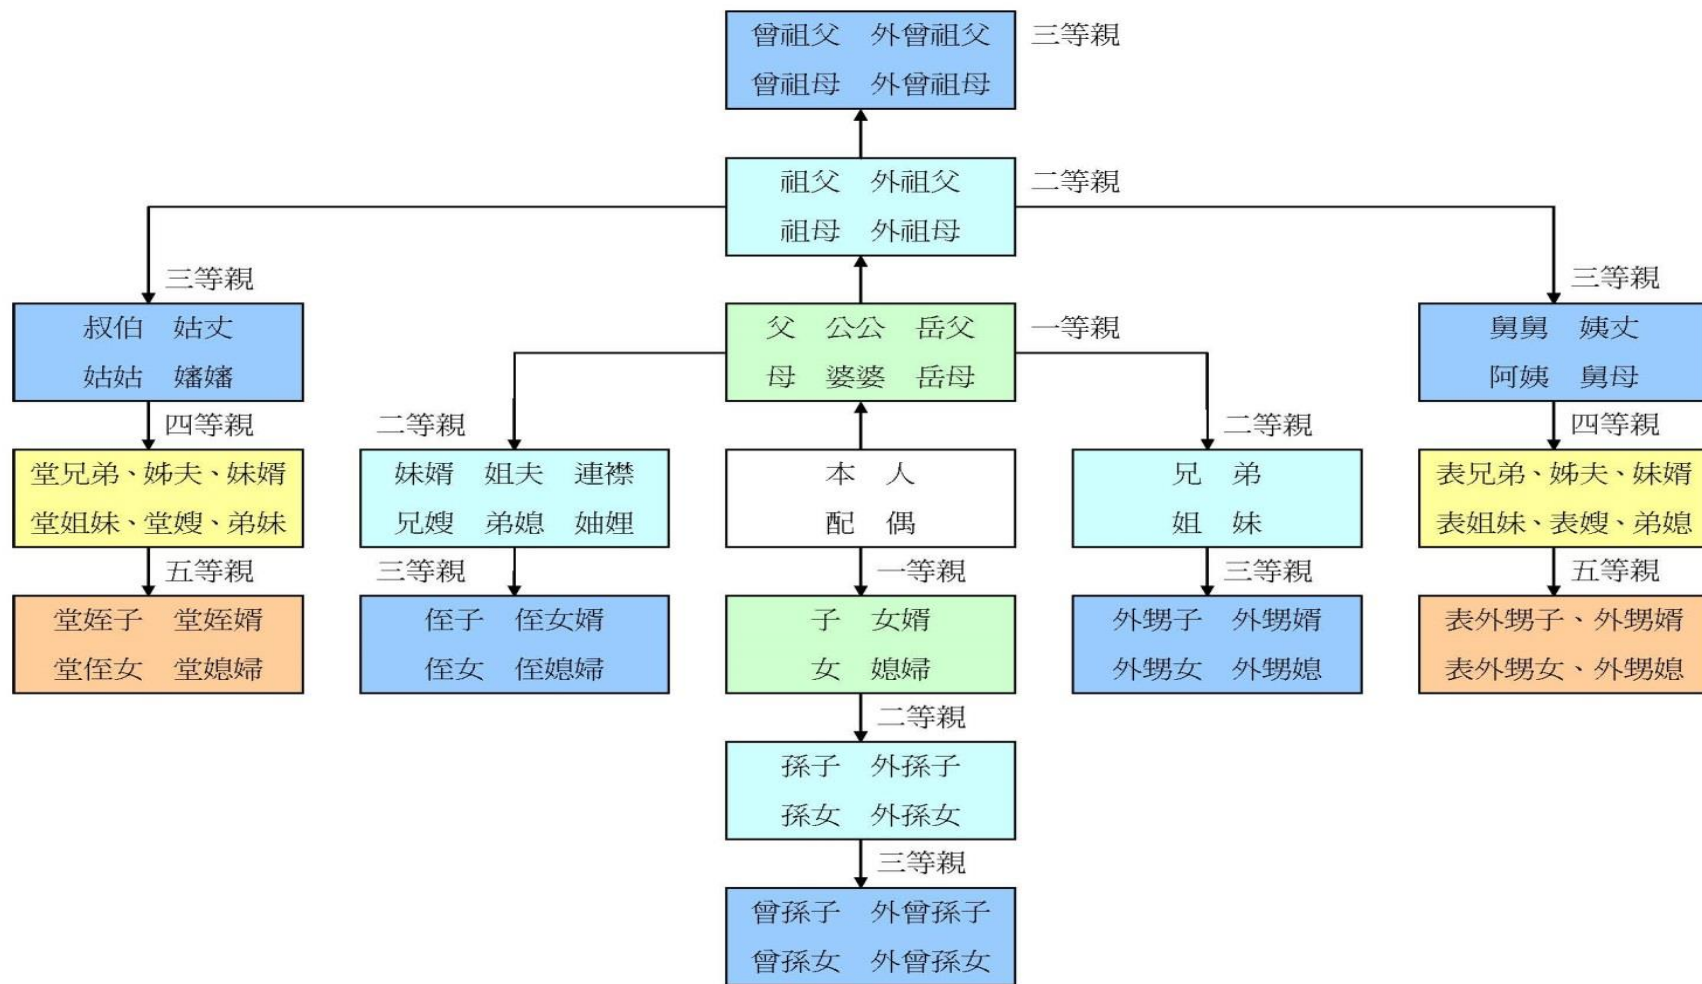 曾祖父 外曾祖父
曾祖母 外曾祖母
三等親
祖父 外祖父
祖母 外祖母
二等親
三等親
叔伯 姑丈
姑姑 嬸嬸
父 公公 岳父
母 婆婆 岳母
一等親
三等親
舅舅 姨丈
阿姨 舅母
四等親
堂兄弟、姊夫、妹婿
堂姐妹、堂嫂、弟妹
二等親
妹婿 姐夫 連襟
兄嫂 弟媳 妯娌
本 人
配 偶
二等親
兄 弟
姐 妹
四等親
表兄弟、姊夫、妹婿
表姐妹、表嫂、弟媳
五等親
堂姪子 堂姪婿
堂侄女 堂媳婦
三等親
侄子 侄女婿
侄女 侄媳婦
一等親
子 女婿
女 媳婦
三等親
外甥子 外甥婿
外甥女 外甥媳
五等親
表外甥子、外甥婿
表外甥女、外甥媳
二等親
孫子 外孫子
孫女 外孫女
三等親
曾孫子 外曾孫子
曾孫女 外曾孫女